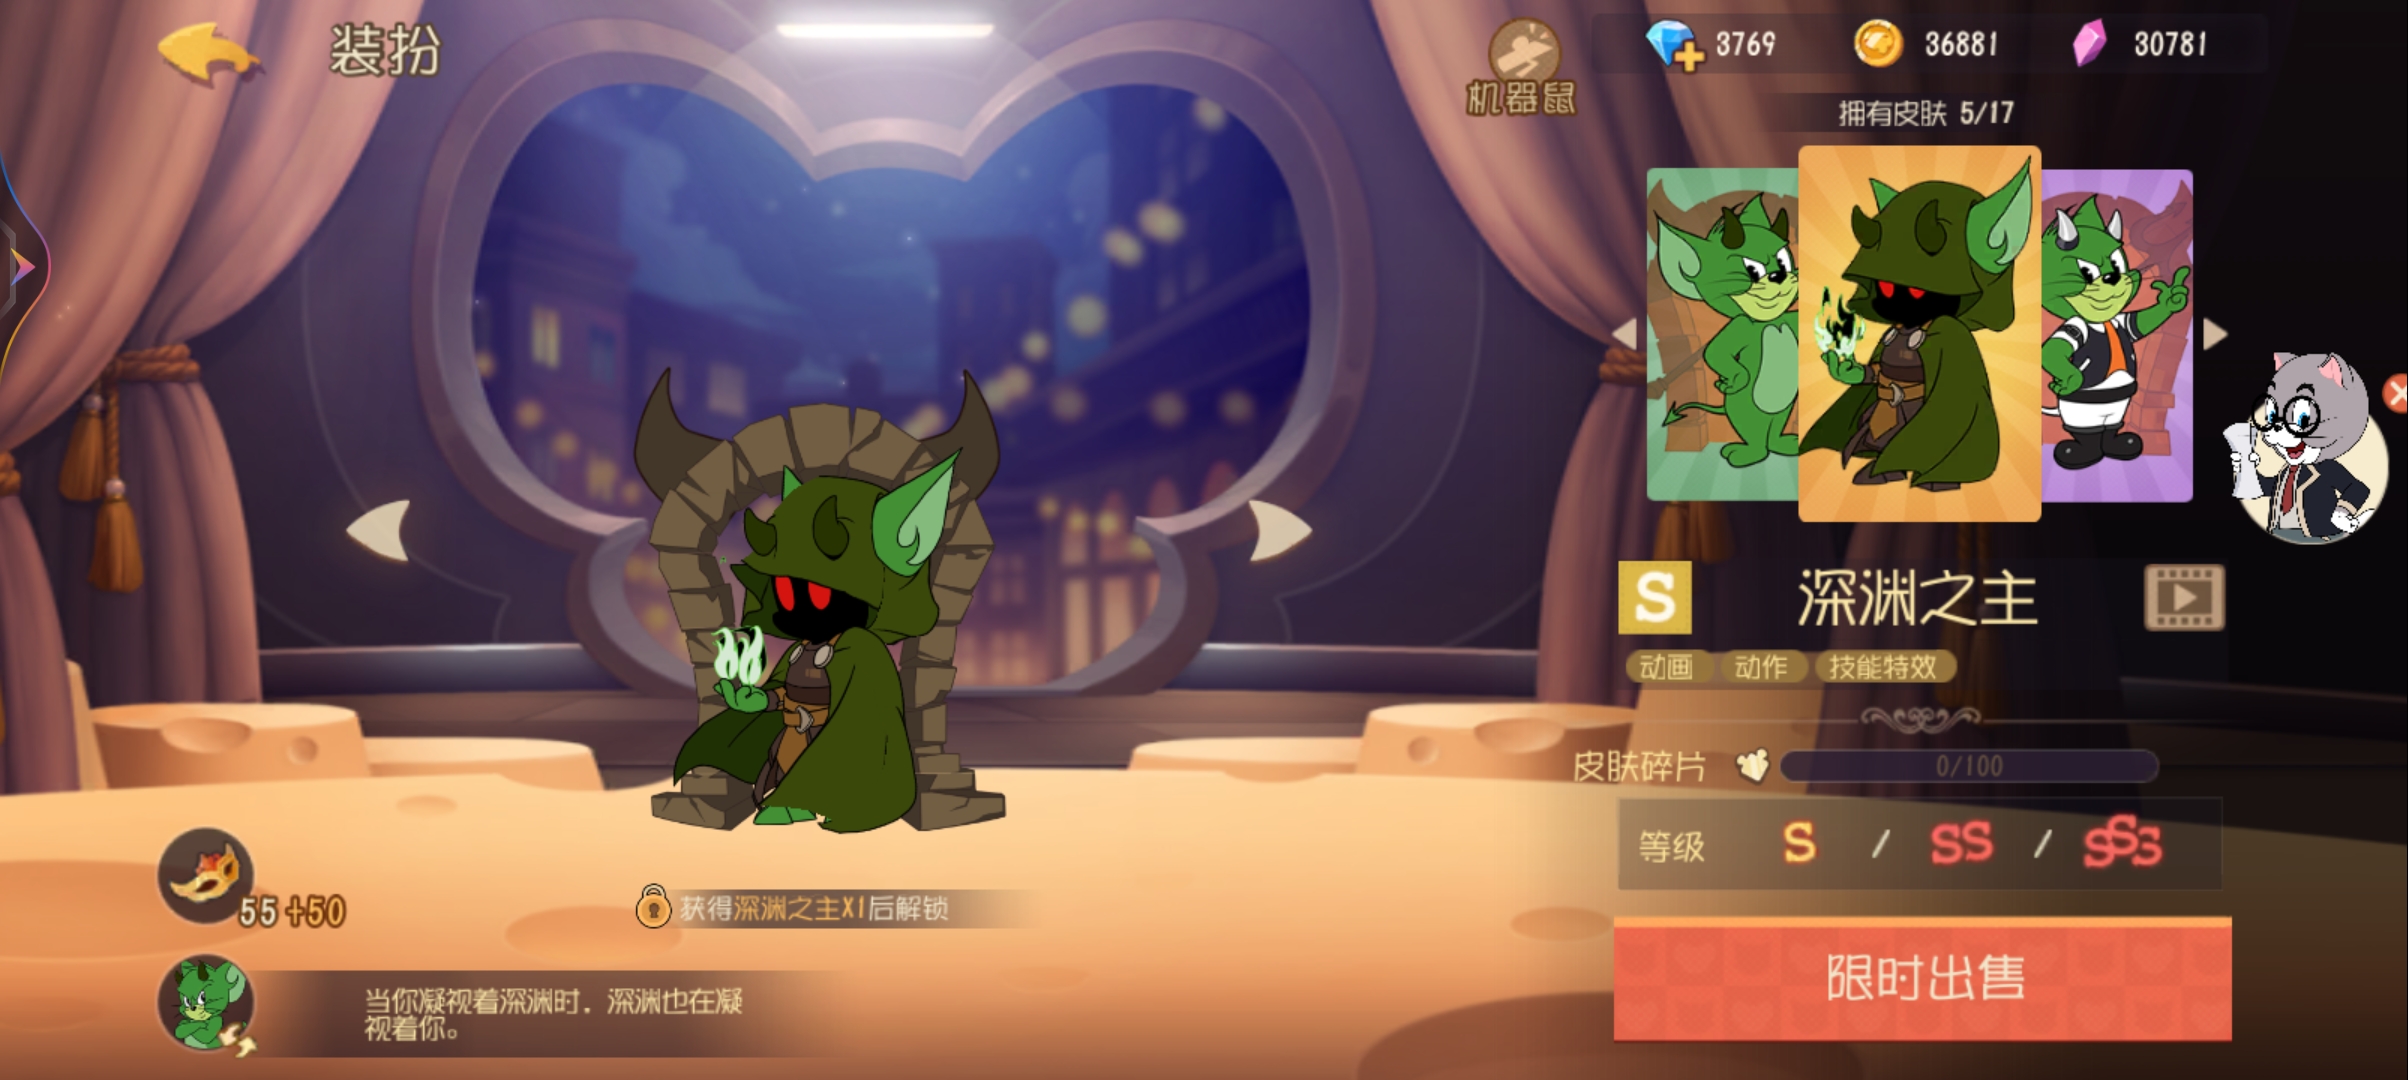 装扮
机器鼠
3769
36881
30781
拥有皮肤 5/17
S
深渊之主
动画
动作
技能特效
皮肤碎片
0/100
等级 S / SS / SSS
限时出售
55+50
获得深渊之主X1后解锁
当你凝视着深渊时，深渊也在凝
视着你。